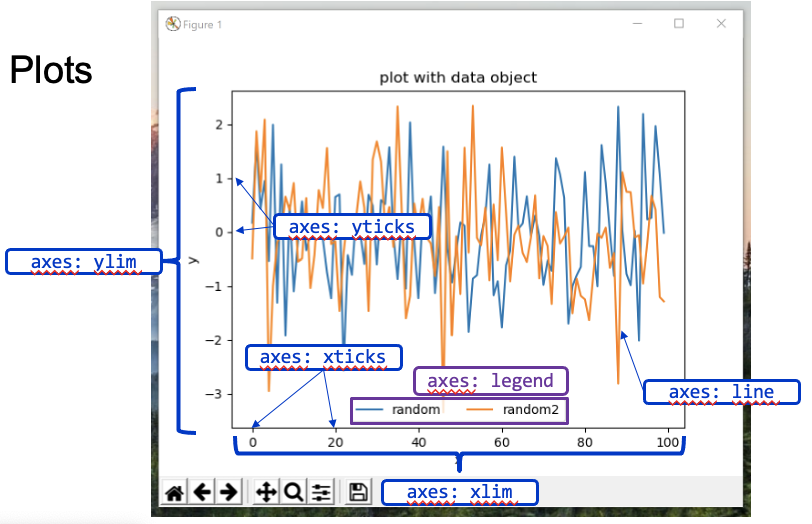 Figure 1
Plots
plot with data object
2
1
axes: yticks
0
axes: ylim
y
−1
−2
axes: xticks
axes: legend
−3
axes: line
random
random2
0 20 40 60 80 100
axes: xlim